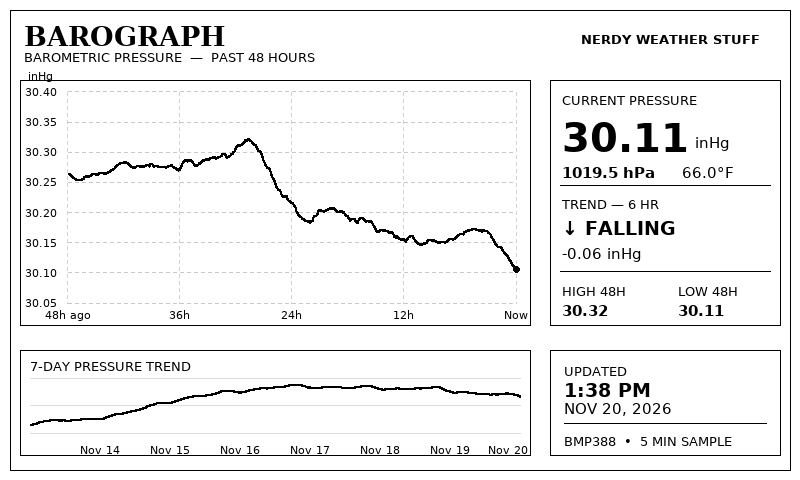 BAROGRAPH
BAROMETRIC PRESSURE — PAST 48 HOURS
NERDY WEATHER STUFF
inHg
30.40
30.35
30.30
30.25
30.20
30.15
30.10
30.05
48h ago 36h 24h 12h Now
CURRENT PRESSURE
30.11 inHg
1019.5 hPa 66.0°F
TREND — 6 HR
↓ FALLING
-0.06 inHg
HIGH 48H LOW 48H
30.32 30.11
7-DAY PRESSURE TREND
Nov 14 Nov 15 Nov 16 Nov 17 Nov 18 Nov 19 Nov 20
UPDATED
1:38 PM
NOV 20, 2026
BMP388 • 5 MIN SAMPLE